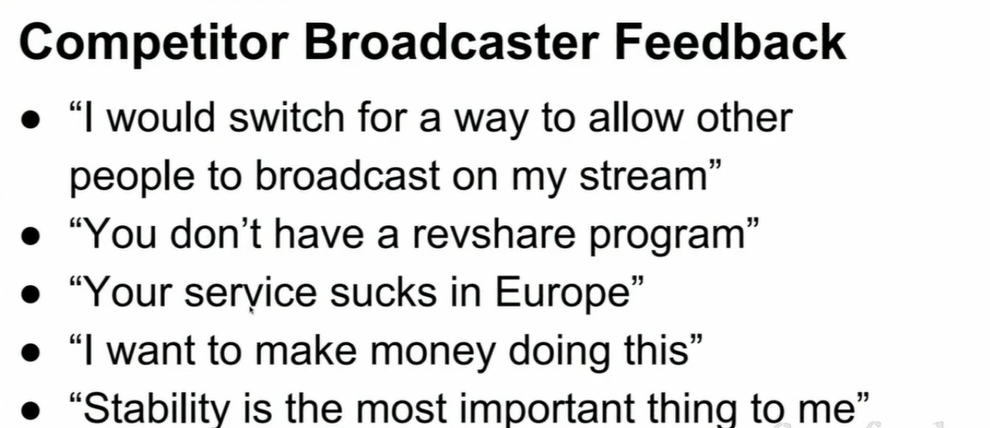 Competitor Broadcaster Feedback
● “I would switch for a way to allow other
people to broadcast on my stream”
● “You don’t have a revshare program”
● “Your service sucks in Europe”
● “I want to make money doing this”
● “Stability is the most important thing to me”